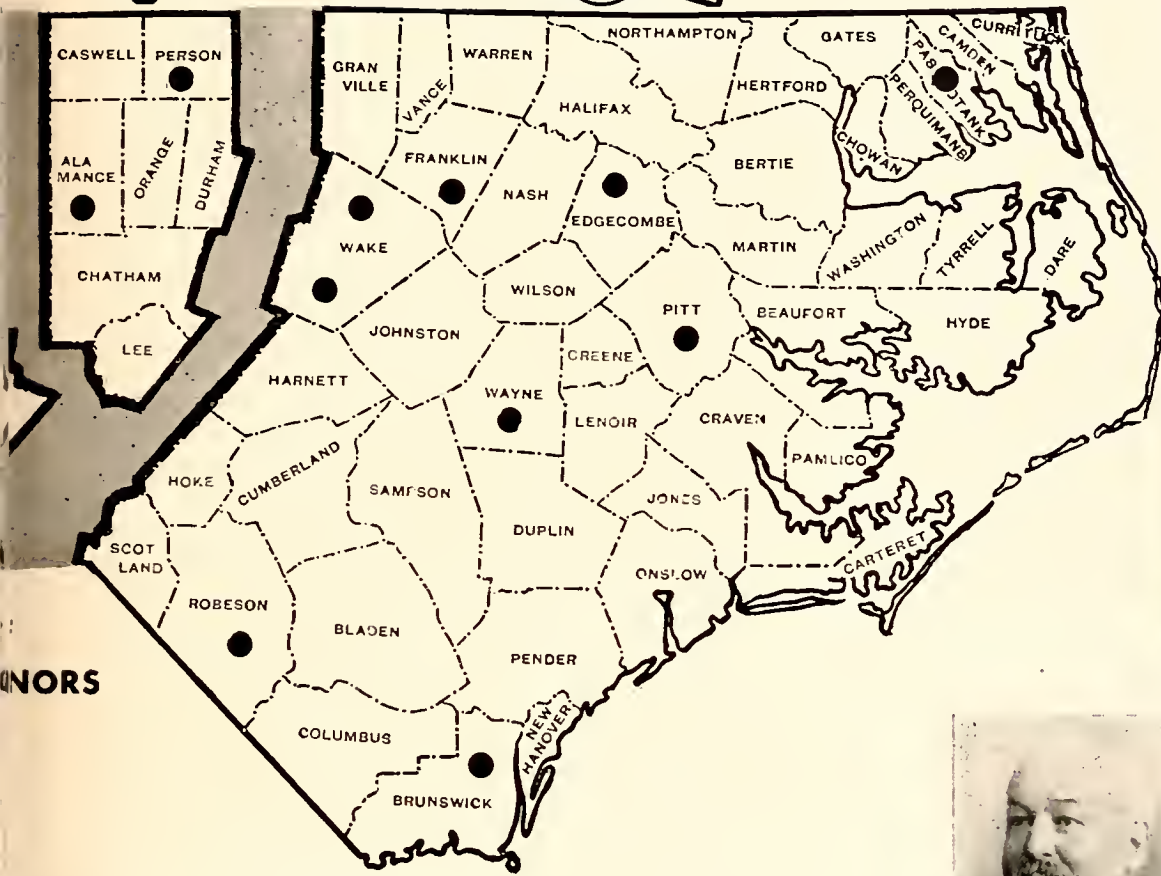 CASWELL
PERSON
GRAN
VILLE
VANCE
WARREN
NORTHAMPTON
GATES
CAMDEN
CURRITUCK
HERTFORD
HALIFAX
PASQUOTANK
PERQUIMANS
CHOWAN
ALA
MANCE
ORANGE
DURHAM
FRANKLIN
NASH
BERTIE
EDGECOMBE
WAKE
MARTIN
WASHINGTON
TYRRELL
DARE
CHATHAM
WILSON
PITT
BEAUFORT
HYDE
LEE
JOHNSTON
GREENE
HARNETT
WAYNE
LENOIR
CRAVEN
PAMLICO
HOKE
CUMBERLAND
SAMPSON
JONES
DUPLIN
CARTERET
SCOT
LAND
ONSLOW
ROBESON
BLADEN
PENDER
NORS
NEW
HANOVER
COLUMBUS
BRUNSWICK